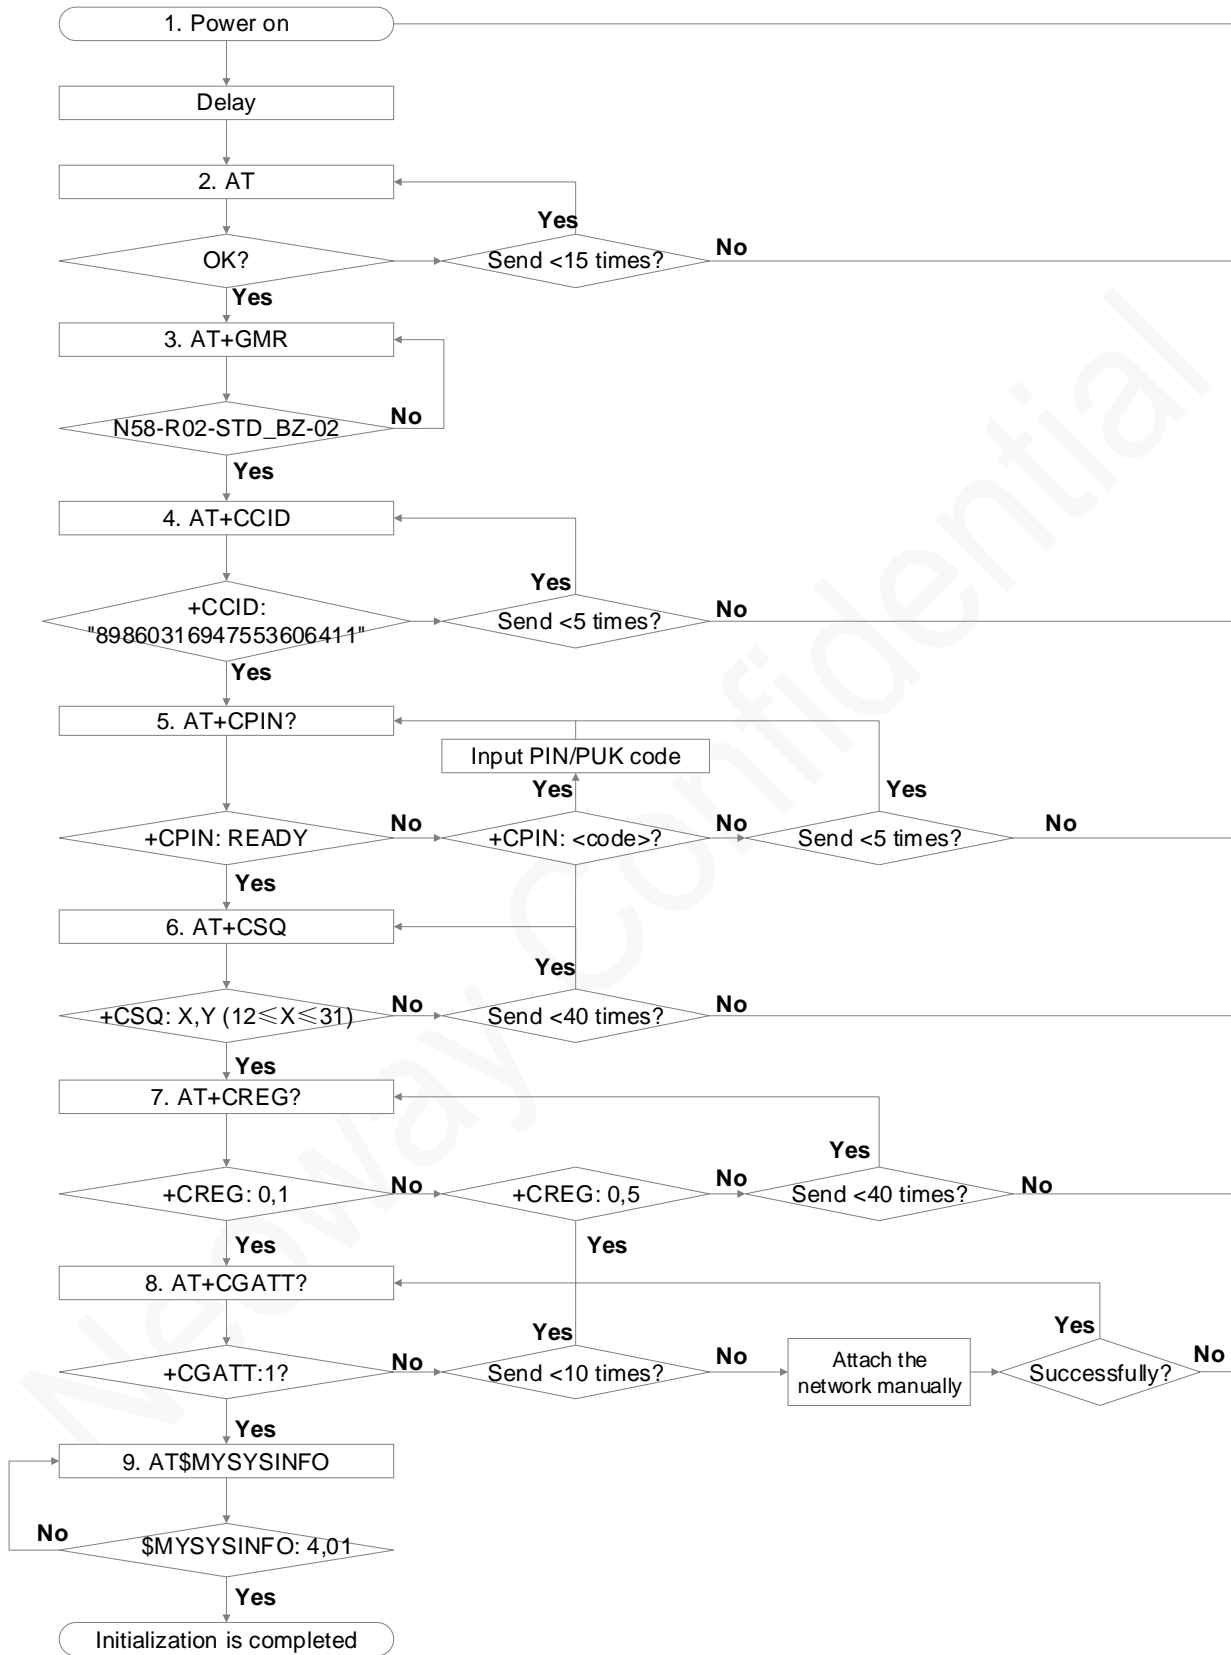 1. Power on
Delay
2. AT
Yes
OK?
Send <15 times?
No
Yes
3. AT+GMR
N58-R02-STD_BZ-02
No
Yes
4. AT+CCID
Yes
+CCID:
"89860316947553606411"
Send <5 times?
No
Yes
5. AT+CPIN?
Input PIN/PUK code
Yes
Yes
+CPIN: READY
No
+CPIN: <code>?
No
Send <5 times?
No
Yes
6. AT+CSQ
Yes
+CSQ: X,Y (12≤X≤31)
No
Send <40 times?
No
Yes
7. AT+CREG?
Yes
+CREG: 0,1
No
+CREG: 0,5
No
Send <40 times?
No
Yes
Yes
8. AT+CGATT?
Yes
Yes
+CGATT:1?
No
Send <10 times?
No
Attach the
network manually
Successfully?
No
Yes
9. AT$MYSYSINFO
No
$MYSYSINFO: 4,01
Yes
Initialization is completed
Neoway Confidential